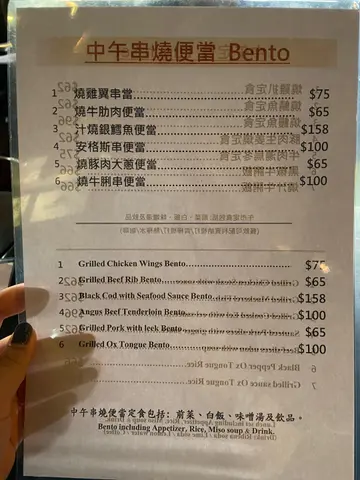 中午串燒便當 Bento
1 燒雞翼串當 $75
2 燒牛肋肉便當 $65
3 汁燒銀鱈魚便當 $158
4 安格斯串便當 $100
5 燒豚肉大蔥便當 $65
6 燒牛脷串便當 $100
1 Grilled Chicken Wings Bento $75
2 Grilled Beef Rib Bento $65
3 Black Cod with Seafood Sauce Bento $158
4 Angus Beef Tenderloin Bento $100
5 Grilled Pork with leek Bento $65
6 Grilled Ox Tongue Bento $100
中午串燒便當定食包括: 前菜、白飯、味噌湯及飲品。
Bento including Appetizer, Rice, Miso soup & Drink.